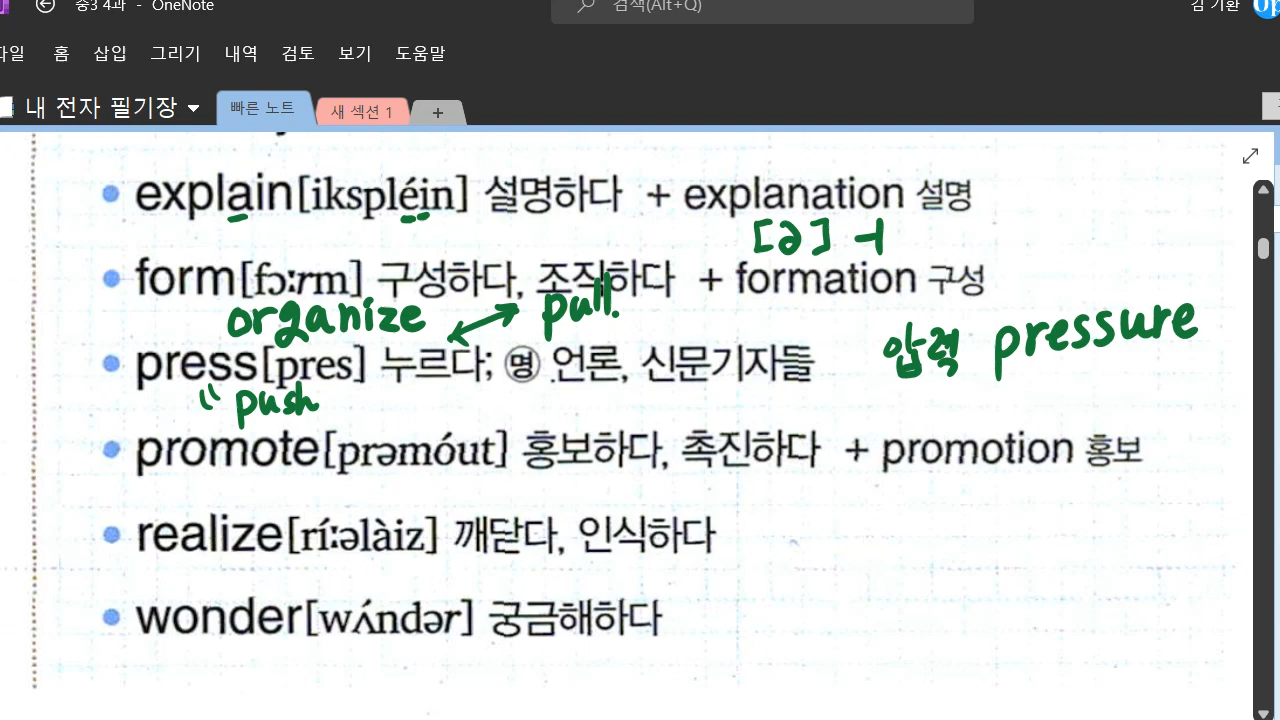 중3 4과 - OneNote
검색(Alt+Q)
김 기환
파일 홈 삽입 그리기 내역 검토 보기 도움말
내 전자 필기장 빠른 노트 새 섹션 1 +
explain[ikspléin] 설명하다 + explanation 설명
[ə] ㅓ
form[fɔːrm] 구성하다, 조직하다 + formation 구성
organize ↔ pull.
press[pres] 누르다; 명 언론, 신문기자들 압력 pressure
" push
promote[prəmóut] 홍보하다, 촉진하다 + promotion 홍보
realize[ríːəlàiz] 깨닫다, 인식하다
wonder[wʌ́ndər] 궁금해하다